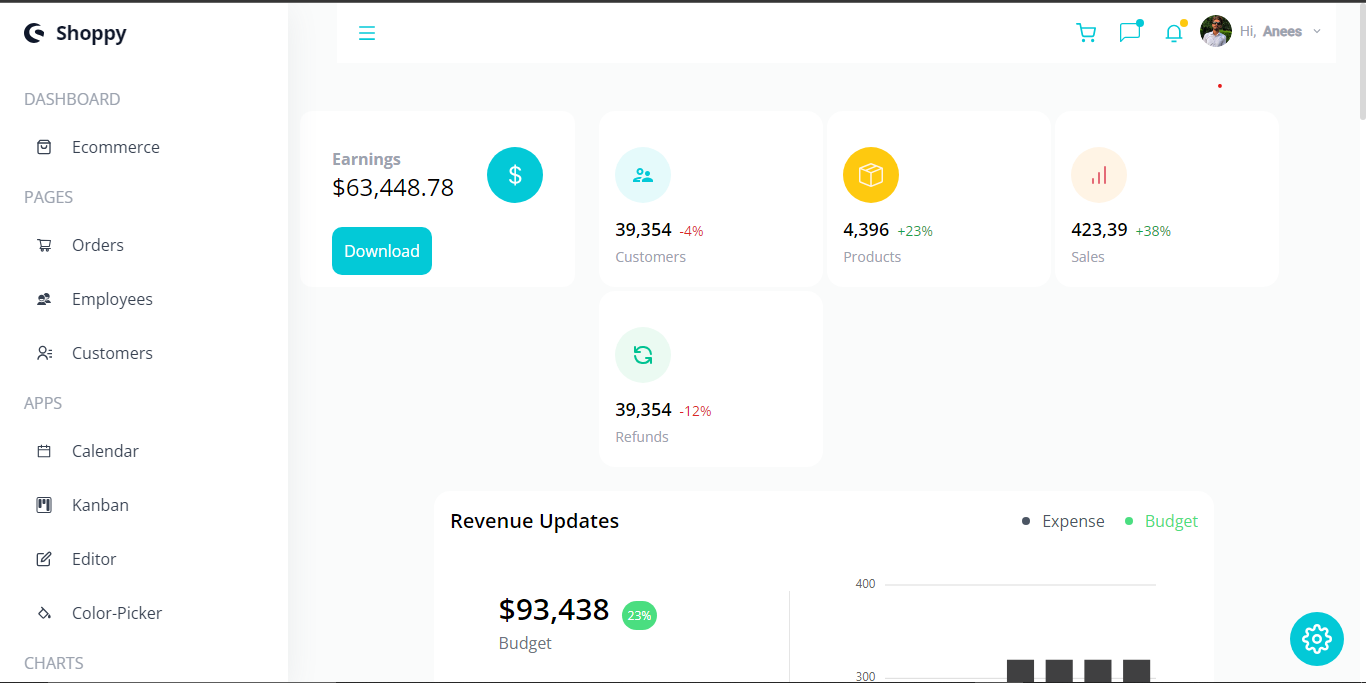 Shoppy
Hi, Anees
DASHBOARD
Ecommerce
PAGES
Orders
Employees
Customers
APPS
Calendar
Kanban
Editor
Color-Picker
CHARTS
Earnings
$63,448.78
$
Download
39,354 -4%
Customers
4,396 +23%
Products
423,39 +38%
Sales
39,354 -12%
Refunds
Revenue Updates
Expense
Budget
$93,438 23%
Budget
400
300